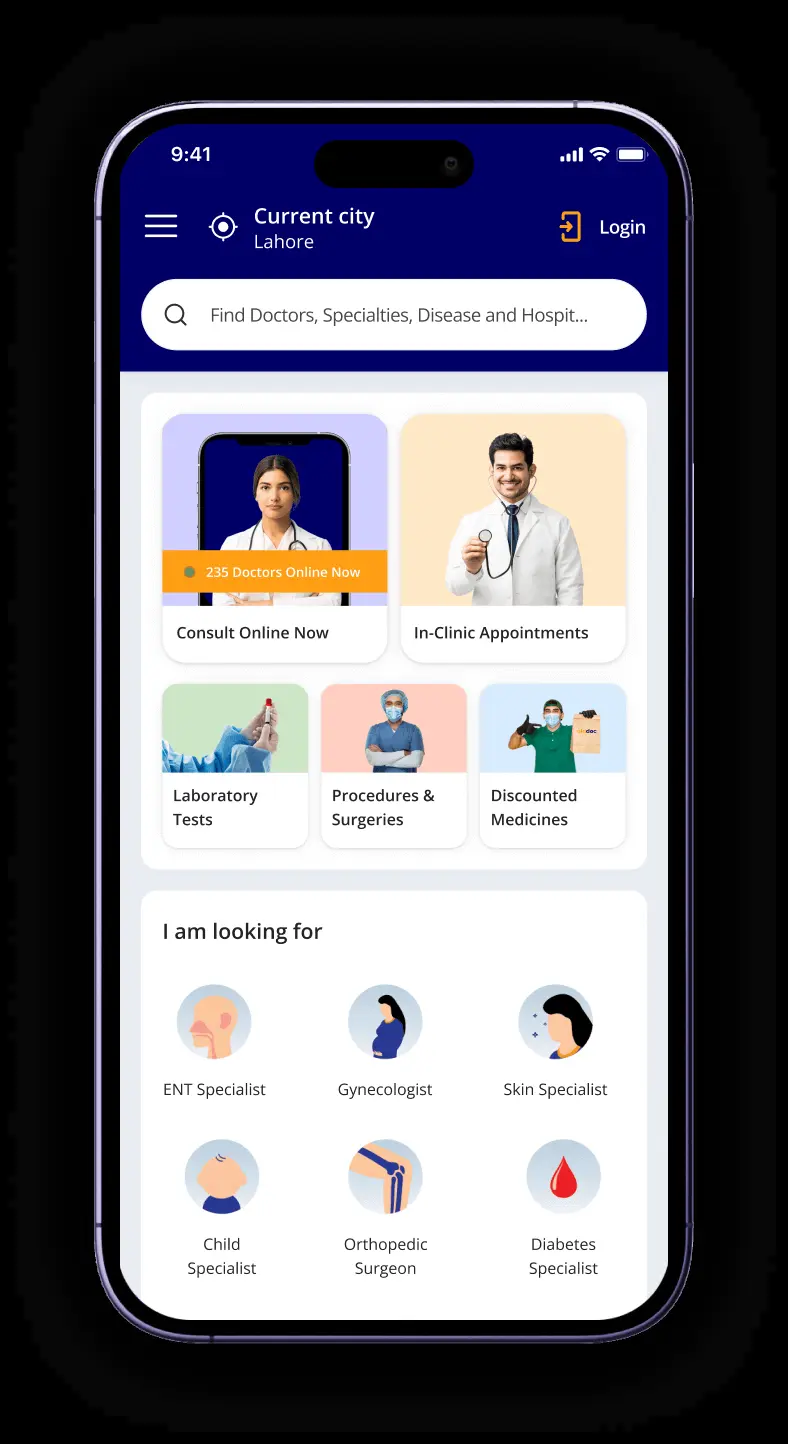 9:41
Current city
Lahore
Login
Find Doctors, Specialties, Disease and Hospit...
235 Doctors Online Now
Consult Online Now
In-Clinic Appointments
Laboratory
Tests
Procedures &
Surgeries
Discounted
Medicines
I am looking for
ENT Specialist
Gynecologist
Skin Specialist
Child
Specialist
Orthopedic
Surgeon
Diabetes
Specialist